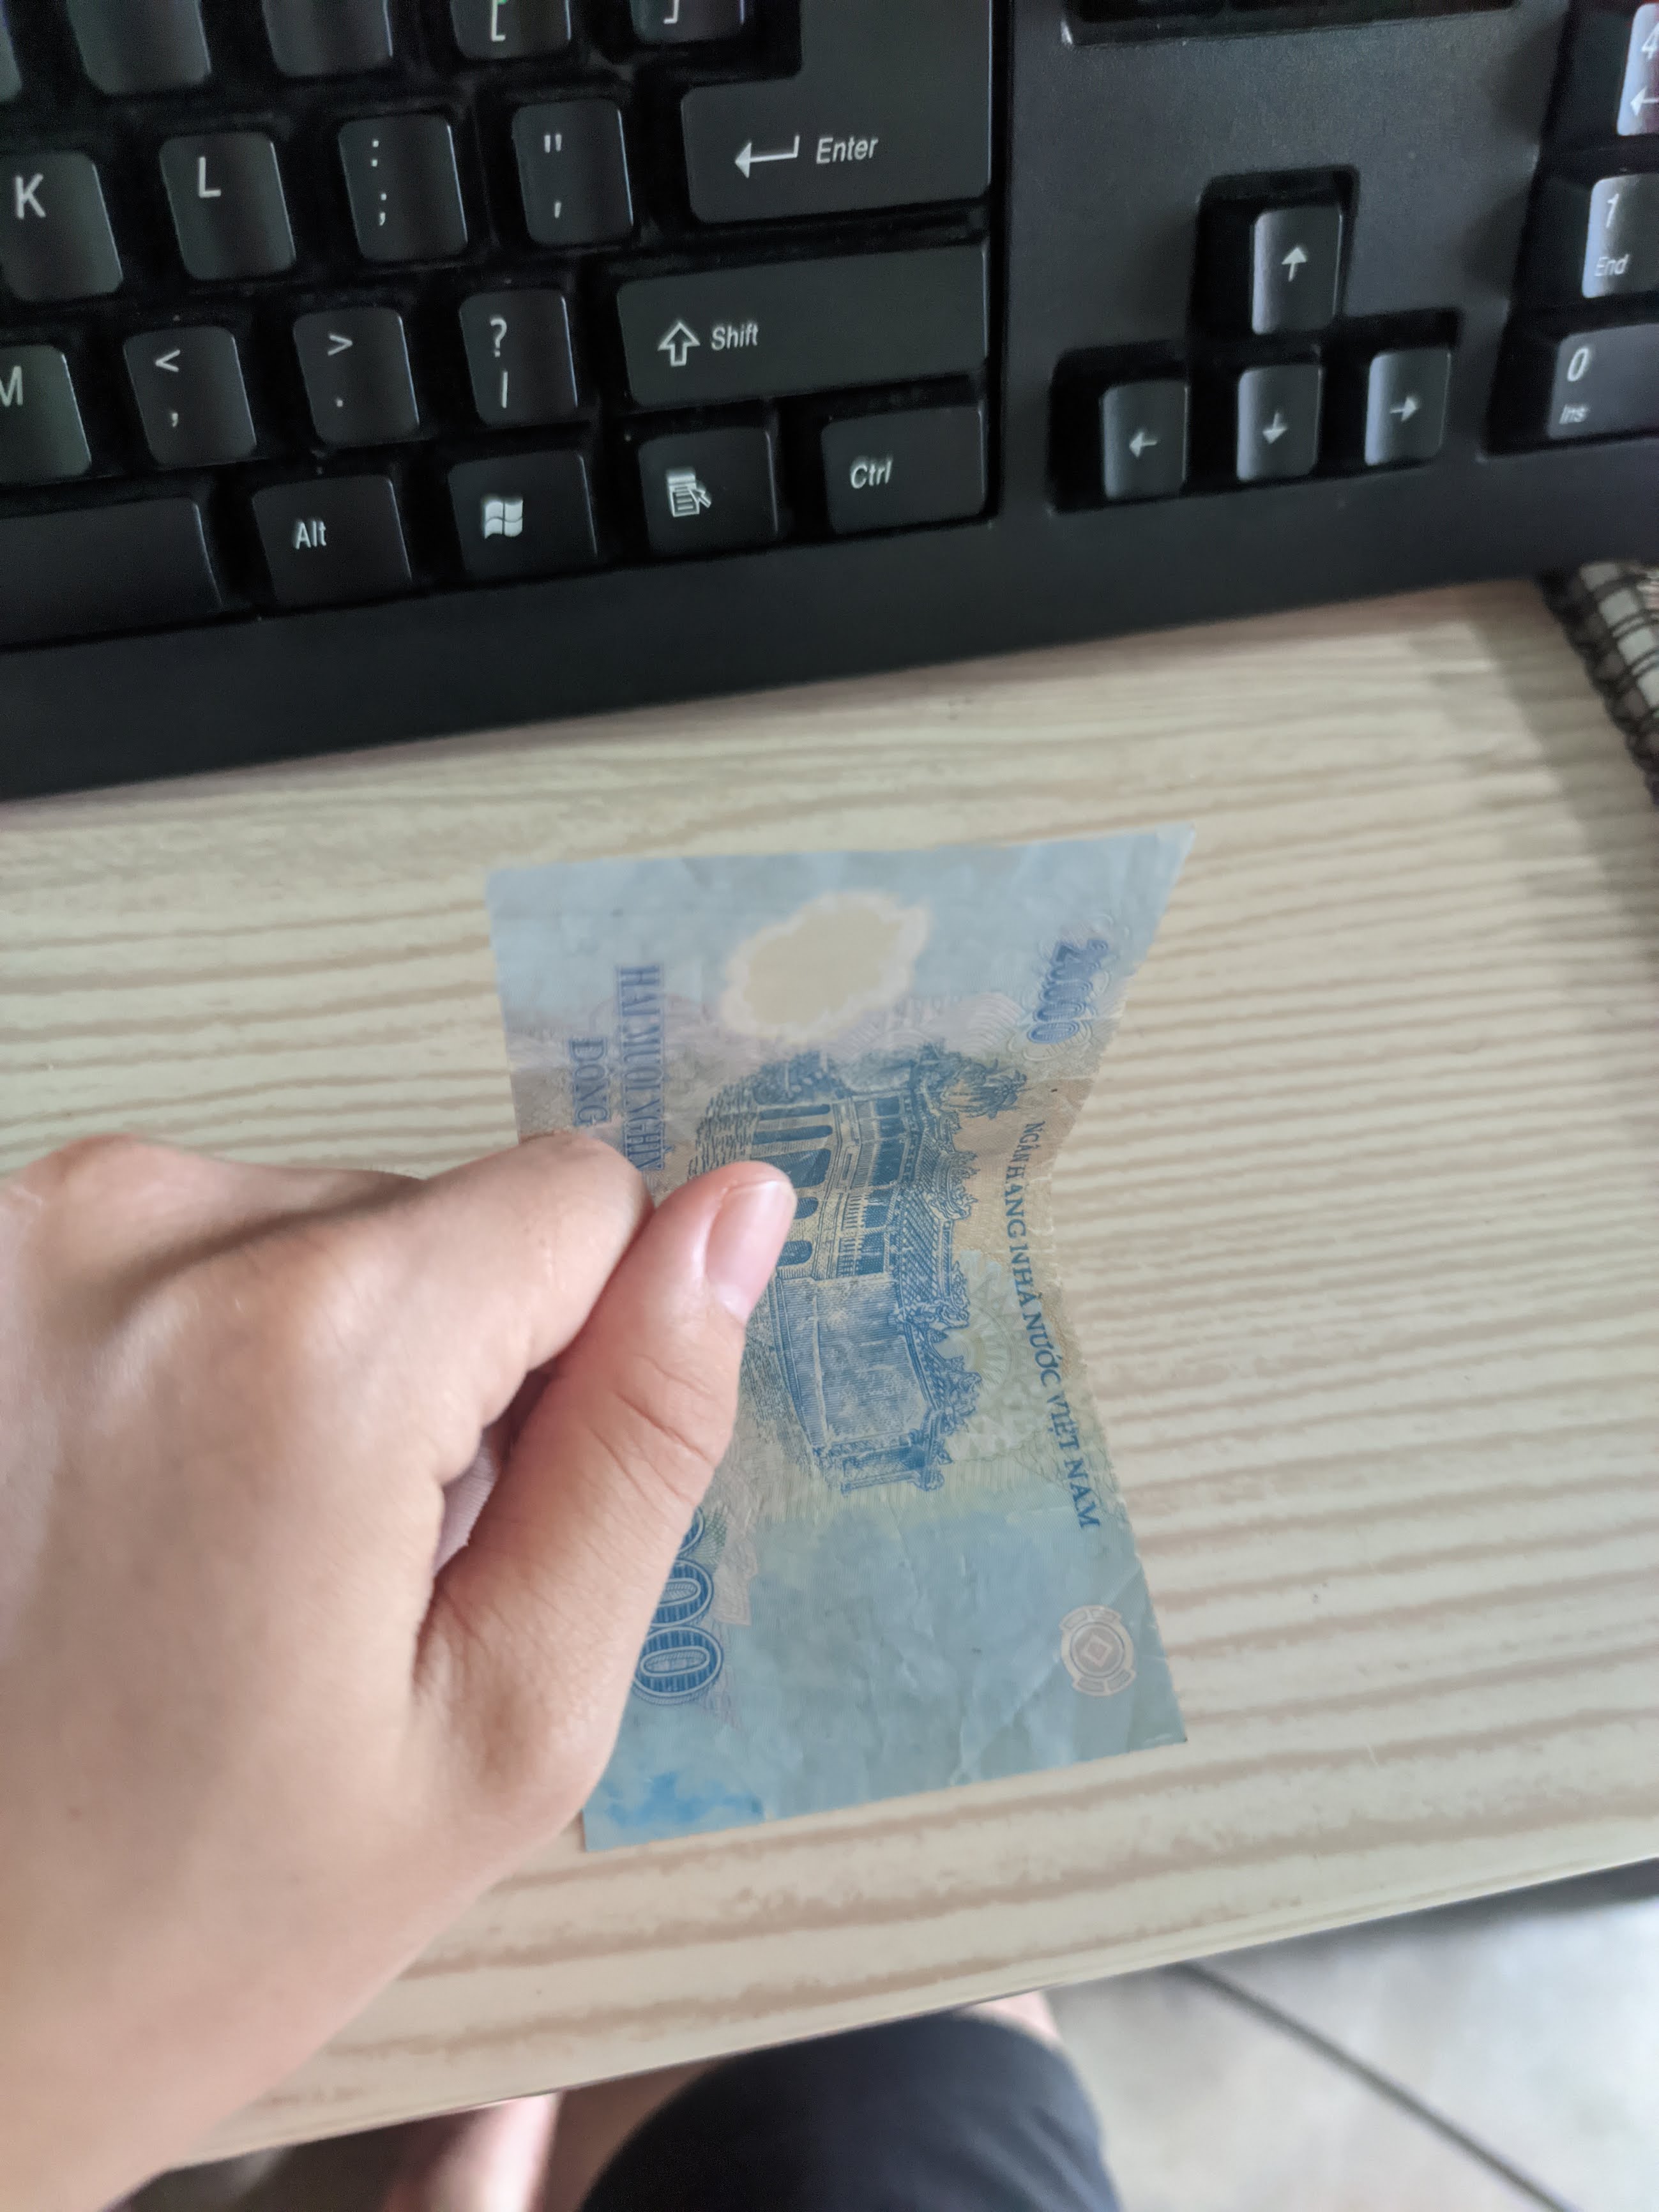 [
]
K
L
:
;
"
'
Enter
M
<
,
>
.
?
/
Shift
Alt
Ctrl
4
1
End
0
Ins
NGÂN HÀNG NHÀ NƯỚC VIỆT NAM
20000
HAI MƯƠI NGHÌN
ĐỒNG
000